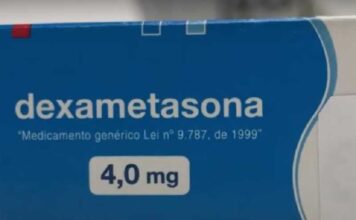 dexametasona
"Medicamento genérico Lei nº 9.787, de 1999"
4,0 mg